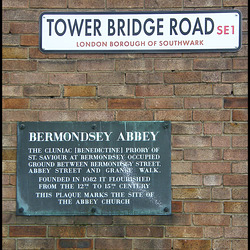 TOWER BRIDGE ROAD SE1
LONDON BOROUGH OF SOUTHWARK
BERMONDSEY ABBEY
THE CLUNIAC [BENEDICTINE] PRIORY OF
ST. SAVIOUR AT BERMONDSEY OCCUPIED
GROUND BETWEEN BERMONDSEY STREET,
ABBEY STREET AND GRANGE WALK.
FOUNDED IN 1082 IT FLOURISHED
FROM THE 12TH TO 15TH CENTURY
THIS PLAQUE MARKS THE SITE OF
THE ABBEY CHURCH